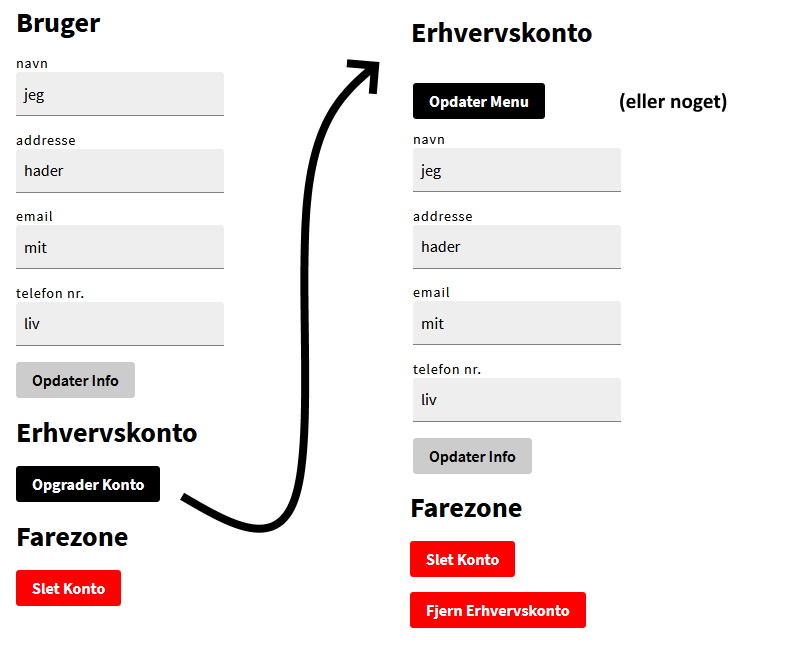 Bruger
navn
jeg
addresse
hader
email
mit
telefon nr.
liv
Opdater Info
Erhvervskonto
Opgrader Konto
Farezone
Slet Konto
Erhvervskonto
Opdater Menu
(eller noget)
navn
jeg
addresse
hader
email
mit
telefon nr.
liv
Opdater Info
Farezone
Slet Konto
Fjern Erhvervskonto